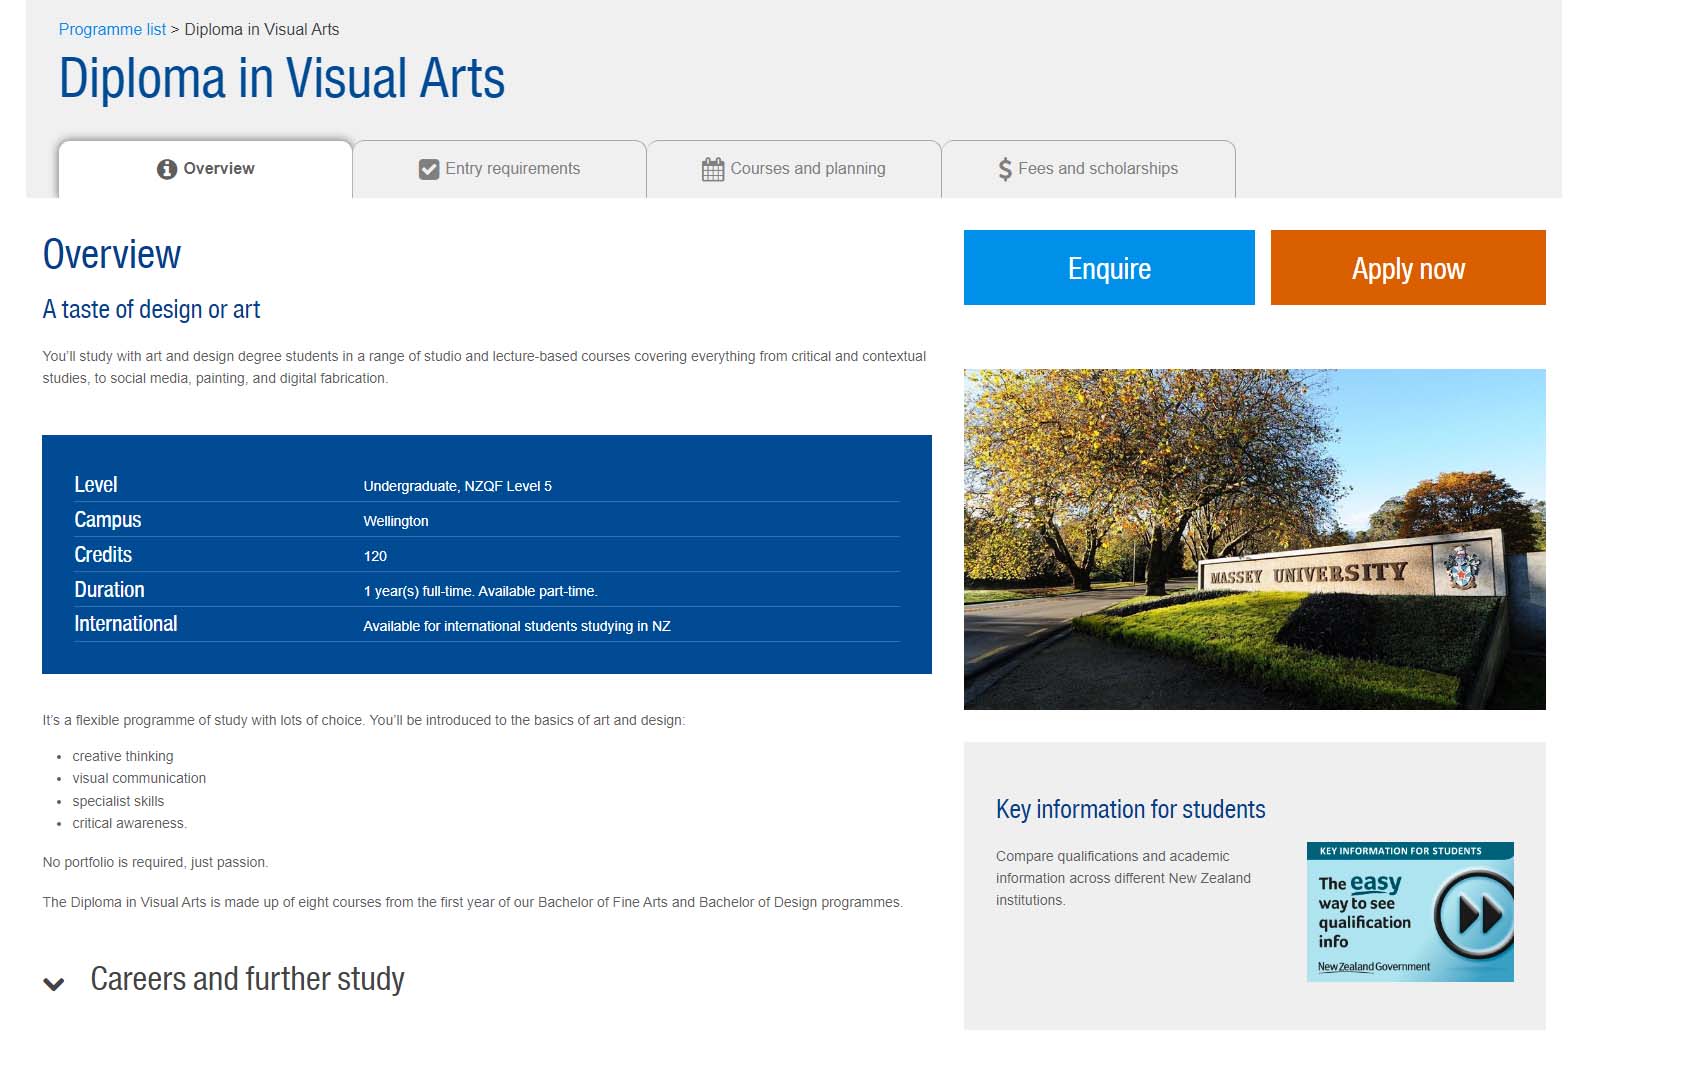 Programme list > Diploma in Visual Arts
Diploma in Visual Arts
Overview
Entry requirements
Courses and planning
Fees and scholarships
Overview
A taste of design or art
You’ll study with art and design degree students in a range of studio and lecture-based courses covering everything from critical and contextual
studies, to social media, painting, and digital fabrication.
Level Undergraduate, NZQF Level 5
Campus Wellington
Credits 120
Duration 1 year(s) full-time. Available part-time.
International Available for international students studying in NZ
It’s a flexible programme of study with lots of choice. You’ll be introduced to the basics of art and design:
• creative thinking
• visual communication
• specialist skills
• critical awareness.
No portfolio is required, just passion.
The Diploma in Visual Arts is made up of eight courses from the first year of our Bachelor of Fine Arts and Bachelor of Design programmes.
Careers and further study
Enquire
Apply now
MASSEY UNIVERSITY
Key information for students
Compare qualifications and academic
information across different New Zealand
institutions.
KEY INFORMATION FOR STUDENTS
The easy
way to see
qualification
info
New Zealand Government